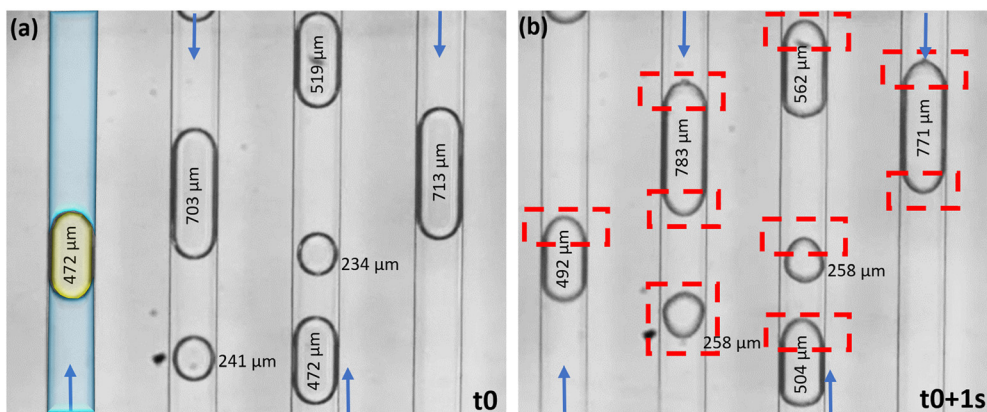 (a)
519 µm
472 µm
703 µm
713 µm
234 µm
241 µm
472 µm
t0
(b)
562 µm
783 µm
771 µm
492 µm
258 µm
258 µm
504 µm
t0+1s